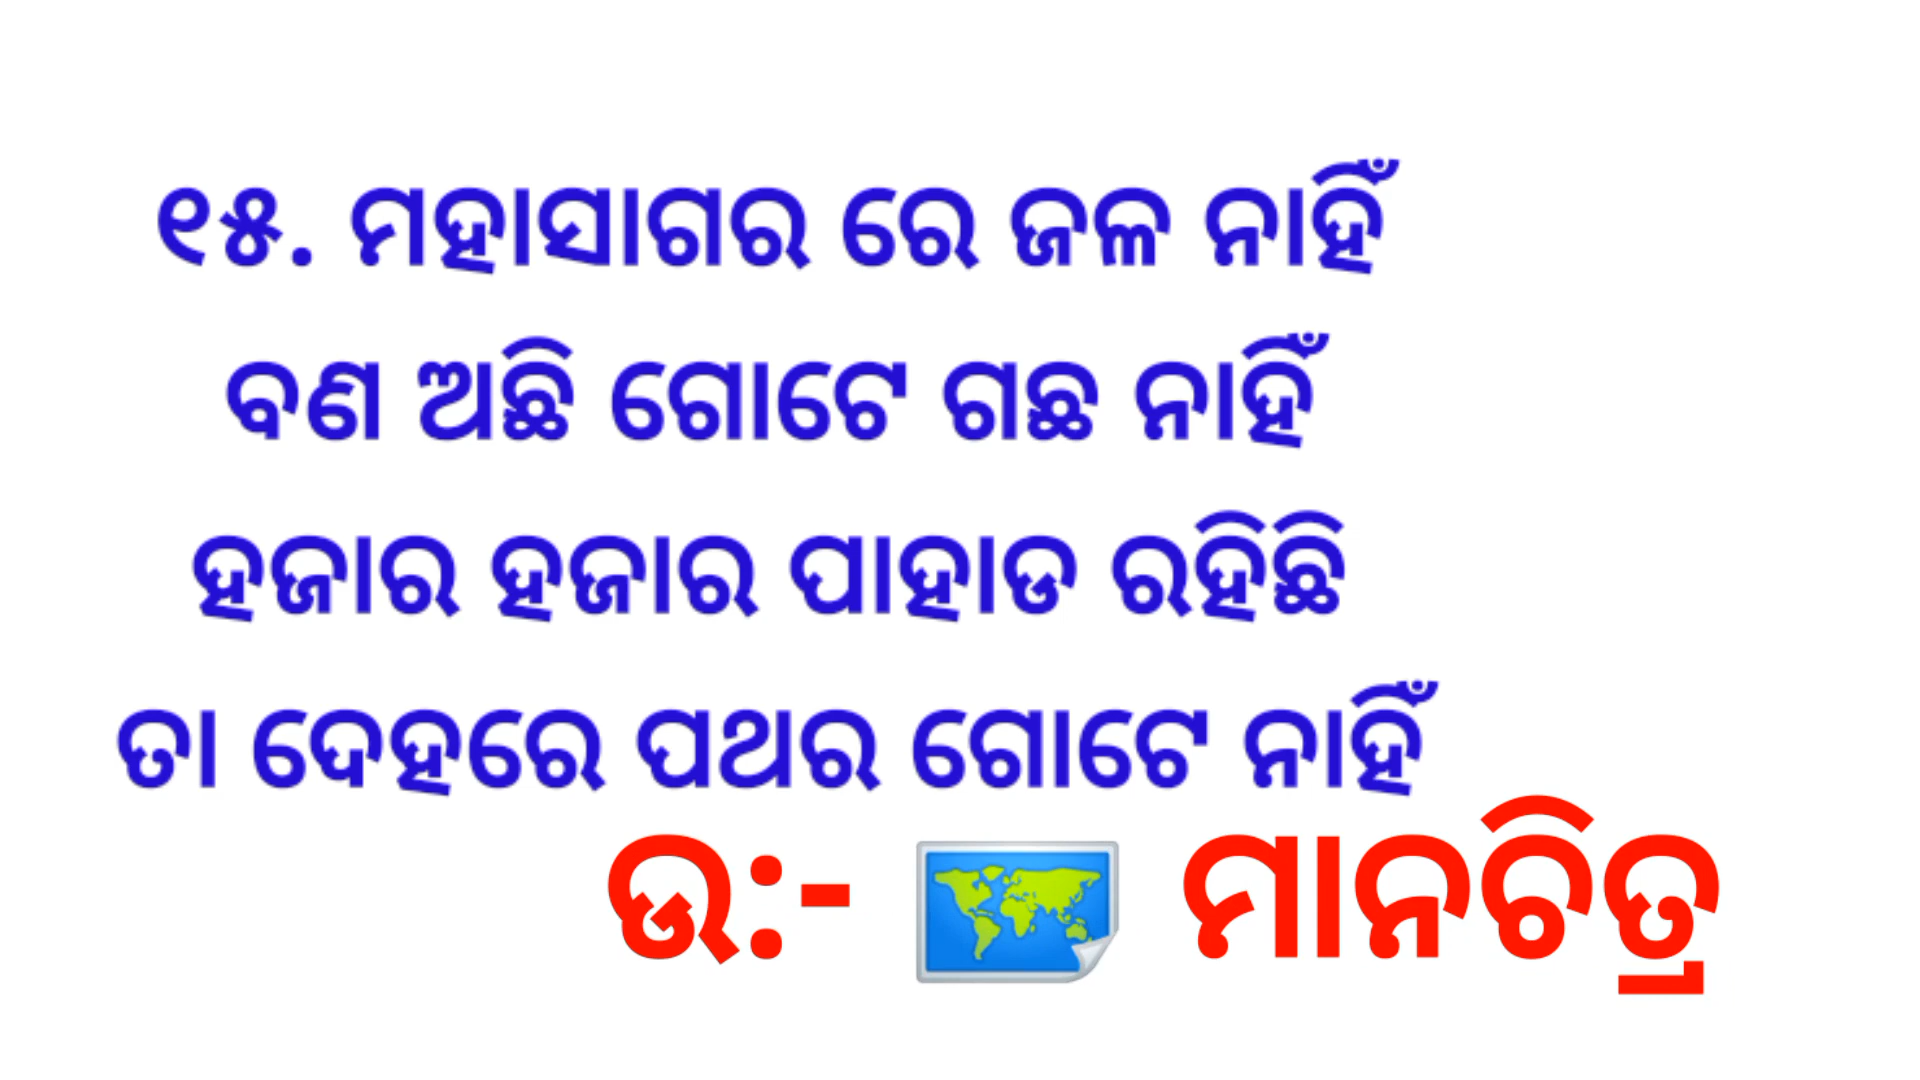 ୧୫. ମହାସାଗର ରେ ଜଳ ନାହିଁ
ବଣ ଅଛି ଗୋଟେ ଗଛ ନାହିଁ
ହଜାର ହଜାର ପାହାଡ ରହିଛି
ତା ଦେହରେ ପଥର ଗୋଟେ ନାହିଁ
ଉ:- ମାନଚିତ୍ର